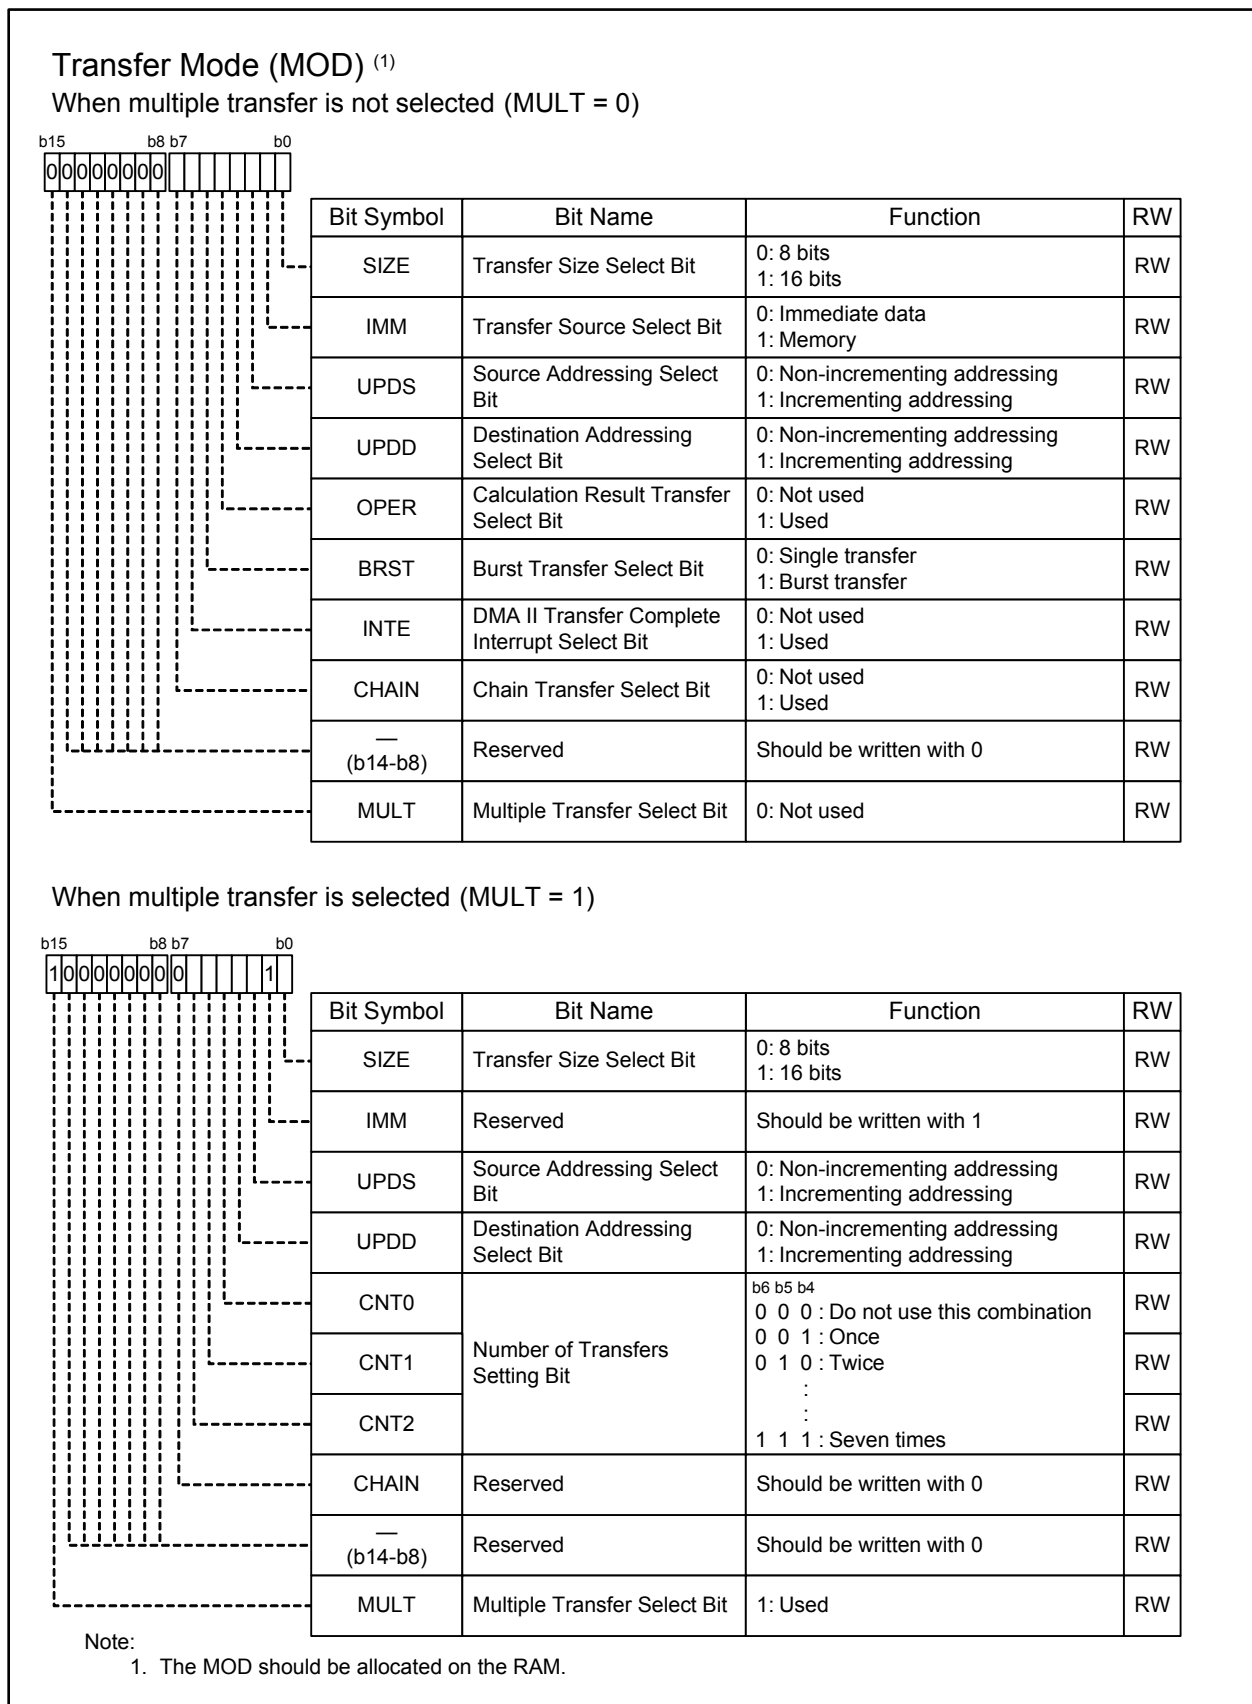 Transfer Mode (MOD) (1)
When multiple transfer is not selected (MULT = 0)
b15 b8 b7 b0
0 0 0 0 0 0 0 0
Bit Symbol Bit Name Function RW
SIZE Transfer Size Select Bit 0: 8 bits RW
1: 16 bits
IMM Transfer Source Select Bit 0: Immediate data RW
1: Memory
UPDS Source Addressing Select 0: Non-incrementing addressing RW
Bit 1: Incrementing addressing
UPDD Destination Addressing 0: Non-incrementing addressing RW
Select Bit 1: Incrementing addressing
OPER Calculation Result Transfer 0: Not used RW
Select Bit 1: Used
BRST Burst Transfer Select Bit 0: Single transfer RW
1: Burst transfer
INTE DMA II Transfer Complete 0: Not used RW
Interrupt Select Bit 1: Used
CHAIN Chain Transfer Select Bit 0: Not used RW
1: Used
— Reserved Should be written with 0 RW
(b14-b8)
MULT Multiple Transfer Select Bit 0: Not used RW
When multiple transfer is selected (MULT = 1)
b15 b8 b7 b0
1 0 0 0 0 0 0 0 0 1
Bit Symbol Bit Name Function RW
SIZE Transfer Size Select Bit 0: 8 bits RW
1: 16 bits
IMM Reserved Should be written with 1 RW
UPDS Source Addressing Select 0: Non-incrementing addressing RW
Bit 1: Incrementing addressing
UPDD Destination Addressing 0: Non-incrementing addressing RW
Select Bit 1: Incrementing addressing
b6 b5 b4
CNT0 0 0 0 : Do not use this combination RW
0 0 1 : Once
CNT1 Number of Transfers 0 1 0 : Twice RW
Setting Bit :
:
CNT2 1 1 1 : Seven times RW
CHAIN Reserved Should be written with 0 RW
— Reserved Should be written with 0 RW
(b14-b8)
MULT Multiple Transfer Select Bit 1: Used RW
Note:
1. The MOD should be allocated on the RAM.